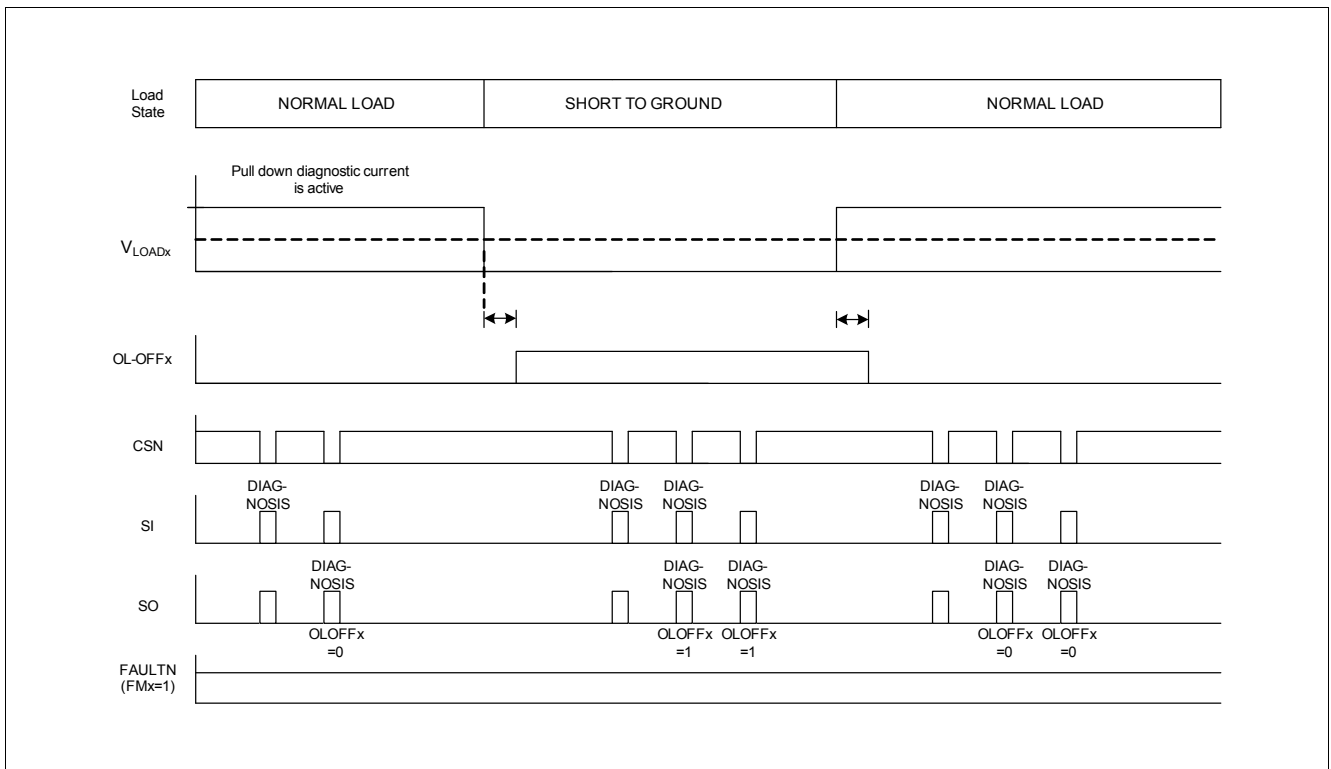 Load
State
NORMAL LOAD
SHORT TO GROUND
NORMAL LOAD
Pull down diagnostic current
is active
VLOADx
OL-OFFx
CSN
DIAG-
NOSIS
DIAG-
NOSIS
DIAG-
NOSIS
DIAG-
NOSIS
DIAG-
NOSIS
SI
DIAG-
NOSIS
DIAG-
NOSIS
DIAG-
NOSIS
DIAG-
NOSIS
DIAG-
NOSIS
SO
OLOFFx
=0
OLOFFx
=1
OLOFFx
=1
OLOFFx
=0
OLOFFx
=0
FAULTN
(FMx=1)